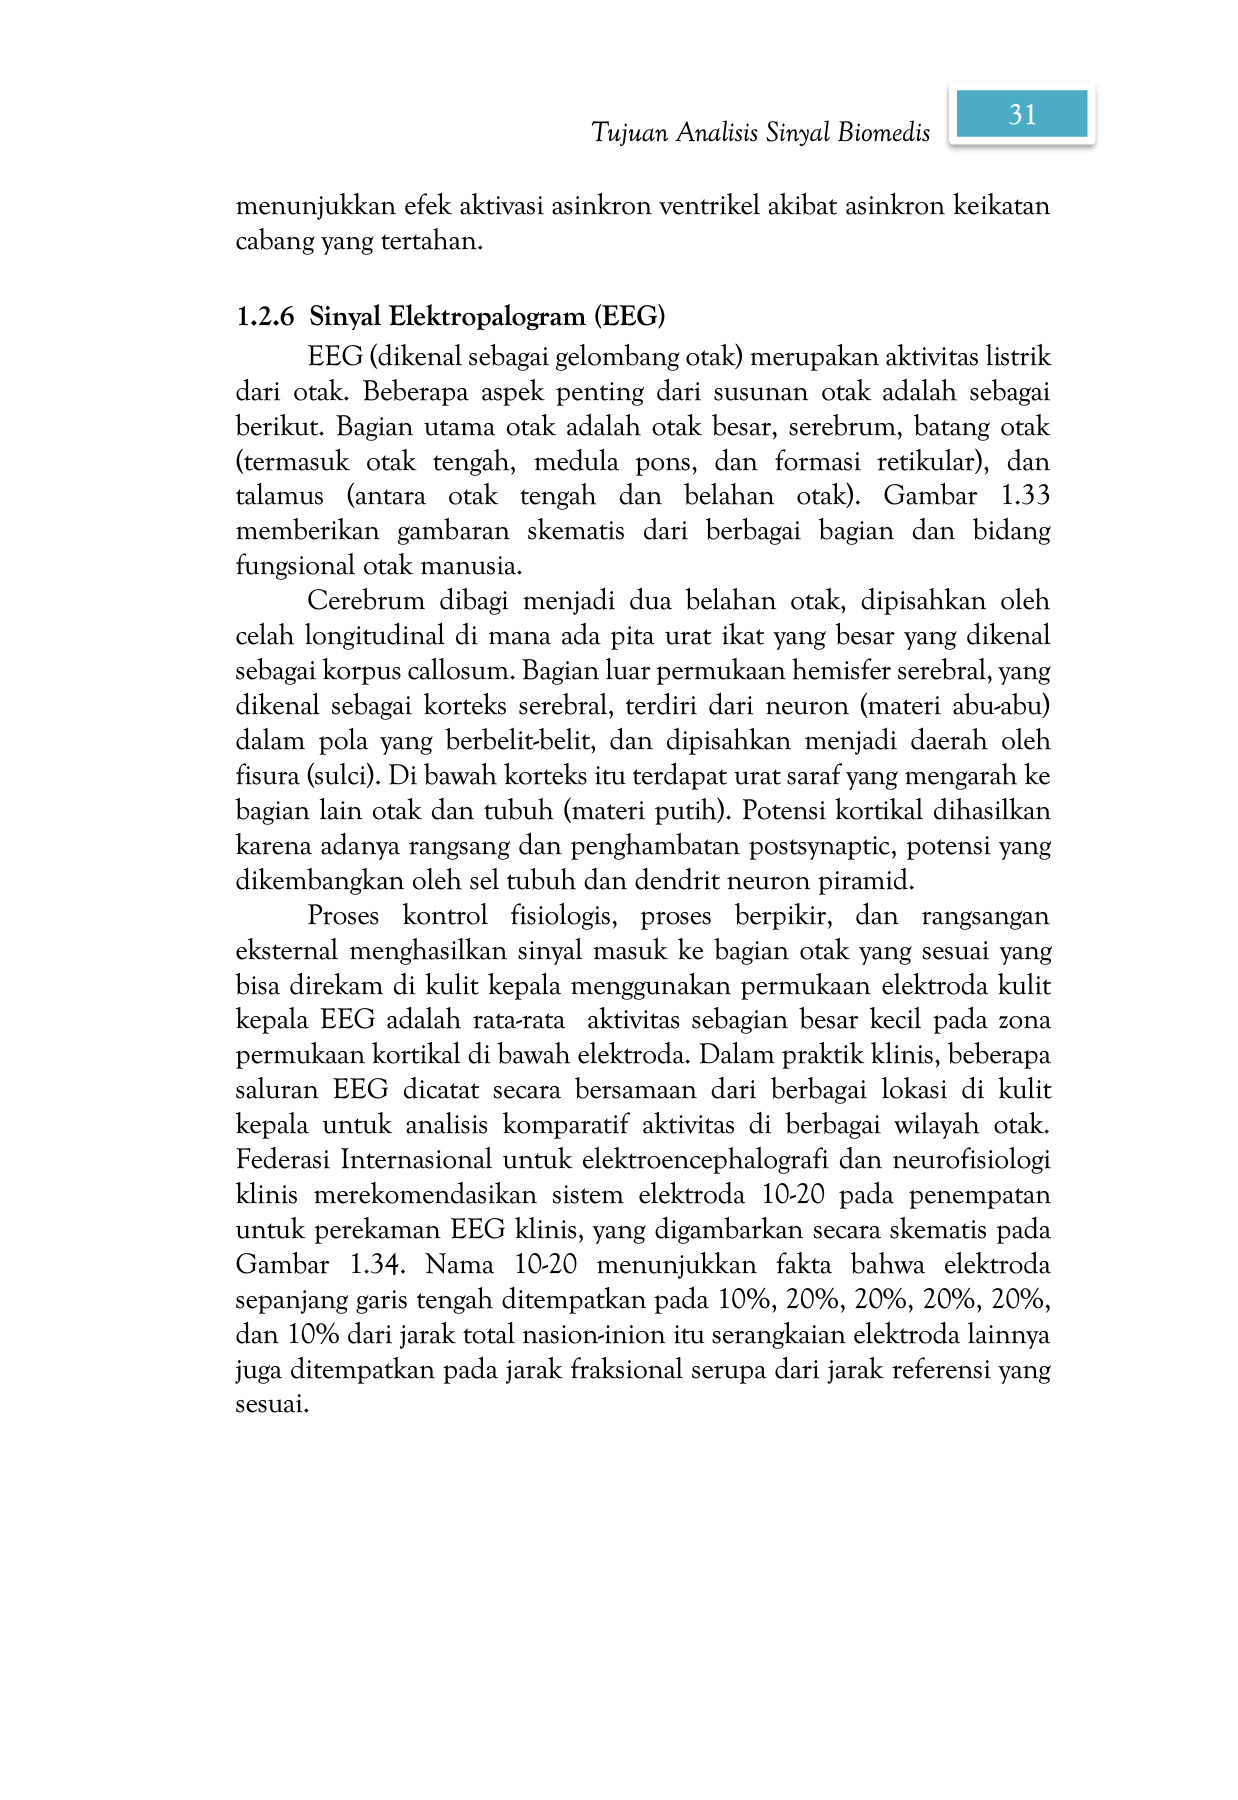 Tujuan Analisis Sinyal Biomedis
31
menunjukkan efek aktivasi asinkron ventrikel akibat asinkron keikatan
cabang yang tertahan.
1.2.6 Sinyal Elektropalogram (EEG)
EEG (dikenal sebagai gelombang otak) merupakan aktivitas listrik
dari otak. Beberapa aspek penting dari susunan otak adalah sebagai
berikut. Bagian utama otak adalah otak besar, serebrum, batang otak
(termasuk otak tengah, medula pons, dan formasi retikular), dan
talamus (antara otak tengah dan belahan otak). Gambar 1.33
memberikan gambaran skematis dari berbagai bagian dan bidang
fungsional otak manusia.
Cerebrum dibagi menjadi dua belahan otak, dipisahkan oleh
celah longitudinal di mana ada pita urat ikat yang besar yang dikenal
sebagai korpus callosum. Bagian luar permukaan hemisfer serebral, yang
dikenal sebagai korteks serebral, terdiri dari neuron (materi abu-abu)
dalam pola yang berbelit-belit, dan dipisahkan menjadi daerah oleh
fisura (sulci). Di bawah korteks itu terdapat urat saraf yang mengarah ke
bagian lain otak dan tubuh (materi putih). Potensi kortikal dihasilkan
karena adanya rangsang dan penghambatan postsynaptic, potensi yang
dikembangkan oleh sel tubuh dan dendrit neuron piramid.
Proses kontrol fisiologis, proses berpikir, dan rangsangan
eksternal menghasilkan sinyal masuk ke bagian otak yang sesuai yang
bisa direkam di kulit kepala menggunakan permukaan elektroda kulit
kepala EEG adalah rata-rata aktivitas sebagian besar kecil pada zona
permukaan kortikal di bawah elektroda. Dalam praktik klinis, beberapa
saluran EEG dicatat secara bersamaan dari berbagai lokasi di kulit
kepala untuk analisis komparatif aktivitas di berbagai wilayah otak.
Federasi Internasional untuk elektroencephalografi dan neurofisiologi
klinis merekomendasikan sistem elektroda 10-20 pada penempatan
untuk perekaman EEG klinis, yang digambarkan secara skematis pada
Gambar 1.34. Nama 10-20 menunjukkan fakta bahwa elektroda
sepanjang garis tengah ditempatkan pada 10%, 20%, 20%, 20%, 20%,
dan 10% dari jarak total nasion-inion itu serangkaian elektroda lainnya
juga ditempatkan pada jarak fraksional serupa dari jarak referensi yang
sesuai.